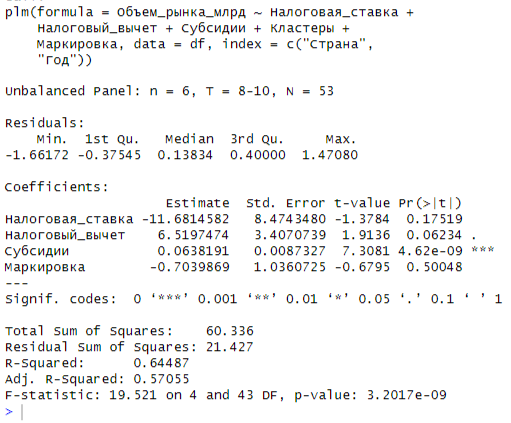 plm(formula = Объем_рынка_млрд ~ Налоговая_ставка +
    Налоговый_вычет + Субсидии + Кластеры +
    Маркировка, data = df, index = c("Страна",
    "Год"))

Unbalanced Panel: n = 6, T = 8-10, N = 53

Residuals:
    Min.  1st Qu.   Median  3rd Qu.     Max.
-1.66172 -0.37545  0.13834  0.40000  1.47080

Coefficients:
                    Estimate  Std. Error t-value Pr(>|t|)
Налоговая_ставка -11.6814582   8.4743480 -1.3784  0.17519
Налоговый_вычет    6.5197474   3.4070739  1.9136  0.06234 .
Субсидии           0.0638191   0.0087327  7.3081 4.62e-09 ***
Маркировка        -0.7039869   1.0360725 -0.6795  0.50048
---
Signif. codes:  0 ‘***’ 0.001 ‘**’ 0.01 ‘*’ 0.05 ‘.’ 0.1 ‘ ’ 1

Total Sum of Squares:    60.336
Residual Sum of Squares: 21.427
R-Squared:      0.64487
Adj. R-Squared: 0.57055
F-statistic: 19.521 on 4 and 43 DF, p-value: 3.2017e-09
>